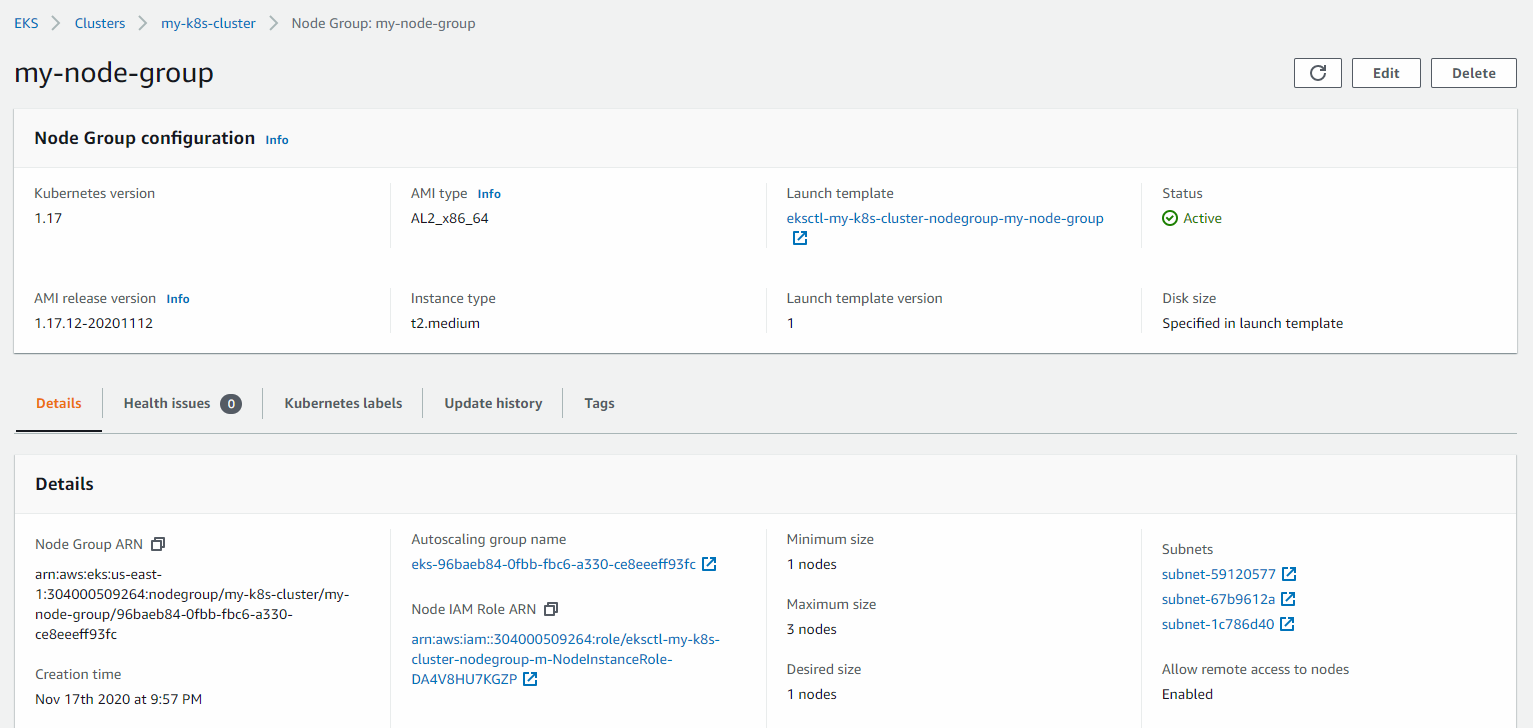 EKS Clusters my-k8s-cluster Node Group: my-node-group
my-node-group
Edit
Delete
Node Group configuration Info
Kubernetes version
1.17
AMI type Info
AL2_x86_64
Launch template
eksctl-my-k8s-cluster-nodegroup-my-node-group
Status
Active
AMI release version Info
1.17.12-20201112
Instance type
t2.medium
Launch template version
1
Disk size
Specified in launch template
Details
Health issues 0
Kubernetes labels
Update history
Tags
Details
Node Group ARN
arn:aws:eks:us-east-
1:304000509264:nodegroup/my-k8s-cluster/my-
node-group/96baeb84-0fbb-fbc6-a330-
ce8eeeff93fc
Creation time
Nov 17th 2020 at 9:57 PM
Autoscaling group name
eks-96baeb84-0fbb-fbc6-a330-ce8eeeff93fc
Node IAM Role ARN
arn:aws:iam::304000509264:role/eksctl-my-k8s-
cluster-nodegroup-m-NodeInstanceRole-
DA4V8HU7KGZP
Minimum size
1 nodes
Maximum size
3 nodes
Desired size
1 nodes
Subnets
subnet-59120577
subnet-67b9612a
subnet-1c786d40
Allow remote access to nodes
Enabled